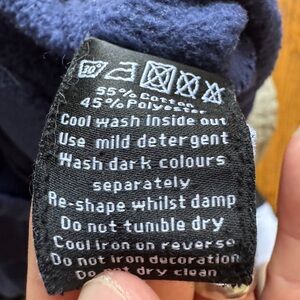 30°
55% Cotton
45% Polyester
Cool wash inside out
Use mild detergent
Wash dark colours
separately
Re-shape whilst damp
Do not tumble dry
Cool iron on reverse
Do not iron decoration
Do not dry clean